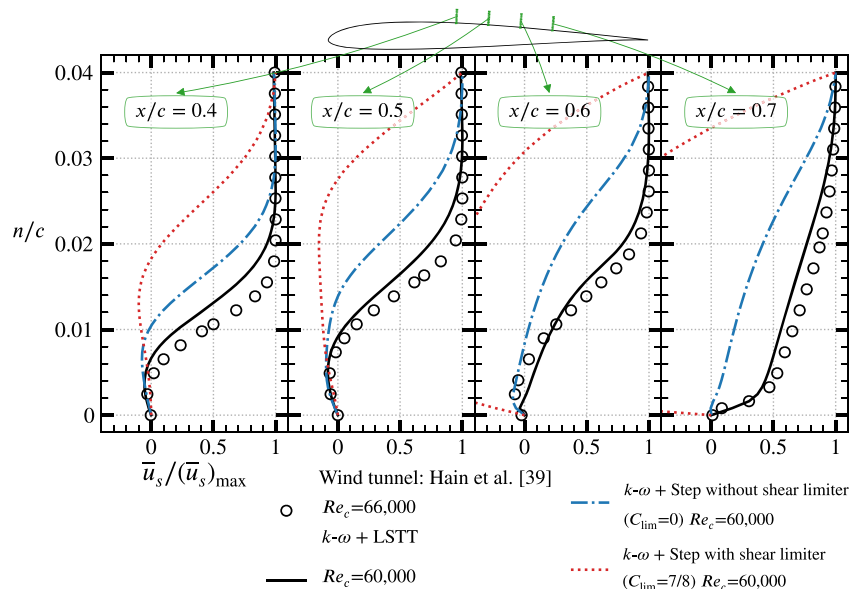 x/c = 0.4
x/c = 0.5
x/c = 0.6
x/c = 0.7
0.04
0.03
n/c
0.02
0.01
0
0 0.5 1 0 0.5 1 0 0.5 1 0 0.5 1
u̅ₛ/(u̅ₛ)max
Wind tunnel: Hain et al. [39]
Re_c=66,000
k-ω + LSTT
Re_c=60,000
k-ω + Step without shear limiter
(C_lim=0) Re_c=60,000
k-ω + Step with shear limiter
(C_lim=7/8) Re_c=60,000